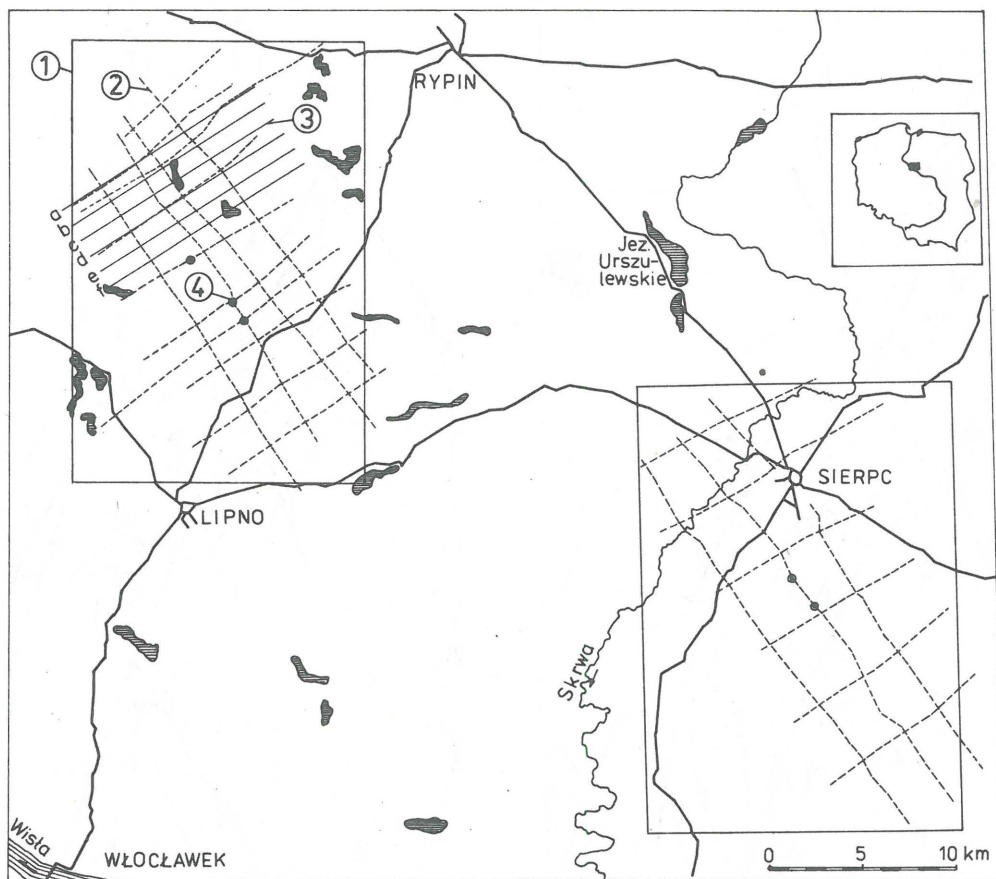 1
2
3
RYPIN
a
b
c
d
e
f
4
Jez.
Urszu-
lewskie
SIERPC
LIPNO
Skrwa
Wisła
WŁOCŁAWEK
0 5 10 km